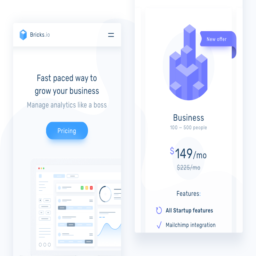 Bricks.io
Fast paced way to
grow your business
Manage analytics like a boss
Pricing
New offer
Business
100 – 500 people
$149/mo
$225/mo
Features:
All Startup features
Mailchimp integration